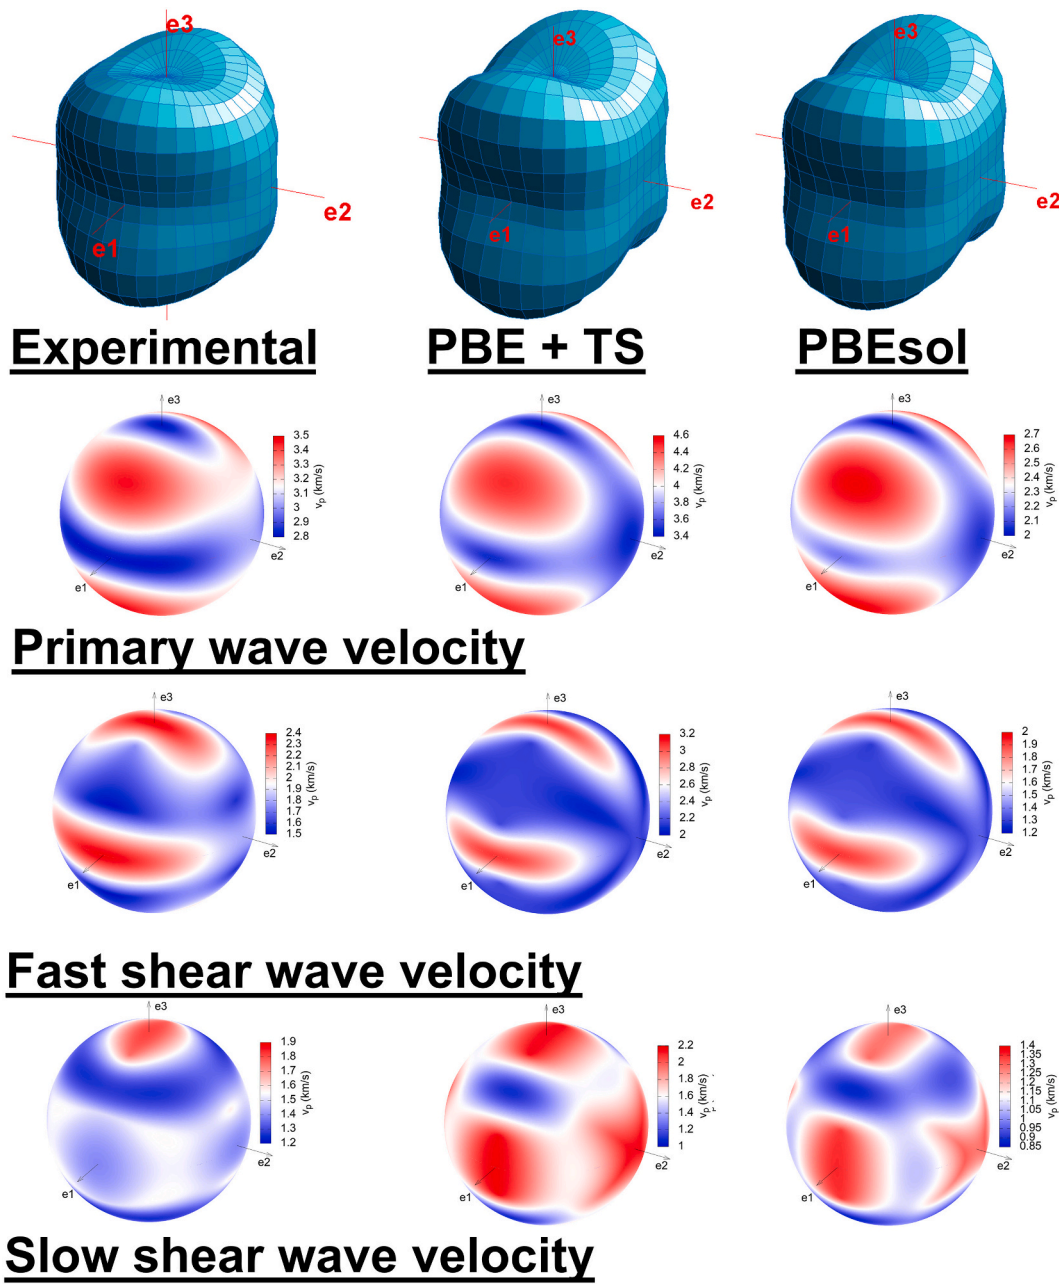 e3 e3 e3
e2 e2 e2
e1 e1 e1
Experimental PBE + TS PBEsol
e3 e3 e3
3.5 4.6 2.7
3.4 4.4 2.6
3.3 4.2 2.5
3.2 4 2.4
3.1 3.8 2.3
3 3.6 2.2
2.9 3.4 2.1
2.8 2
vp (km/s) vp (km/s) vp (km/s)
e2 e2 e2
e1 e1 e1
Primary wave velocity
e3 e3 e3
2.4 3.2 2
2.3 3 1.9
2.2 2.8 1.8
2.1 2.6 1.7
2 2.4 1.6
1.9 2.2 1.5
1.8 2 1.4
1.7 1.3
1.6 1.2
1.5
vp (km/s) vp (km/s) vp (km/s)
e2 e2 e2
e1 e1 e1
Fast shear wave velocity
e3 e3 e3
1.9 2.2 1.4
1.8 2 1.35
1.7 1.8 1.3
1.6 1.6 1.25
1.5 1.4 1.2
1.4 1.2 1.15
1.3 1 1.1
1.2 1.05
1
0.95
0.9
0.85
vp (km/s) vp (km/s) vp (km/s)
e2 e2 e2
e1 e1 e1
Slow shear wave velocity